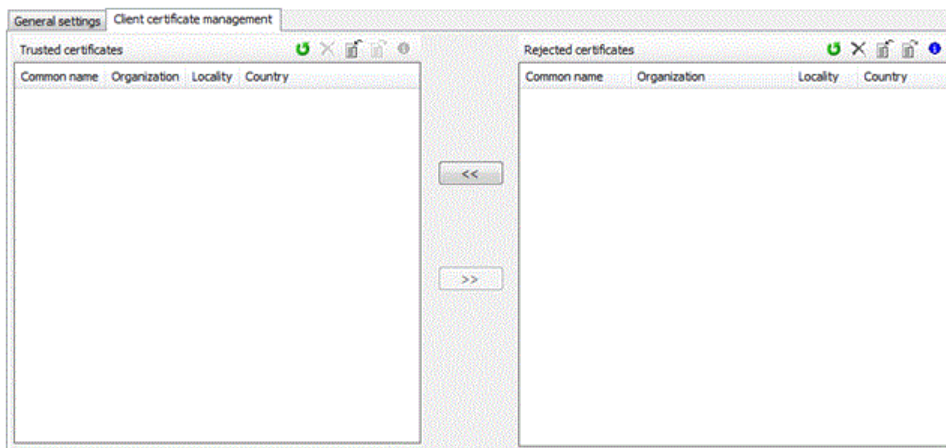 General settings
Client certificate management
Trusted certificates
Rejected certificates
Common name Organization Locality Country
Common name Organization Locality Country
<<
>>